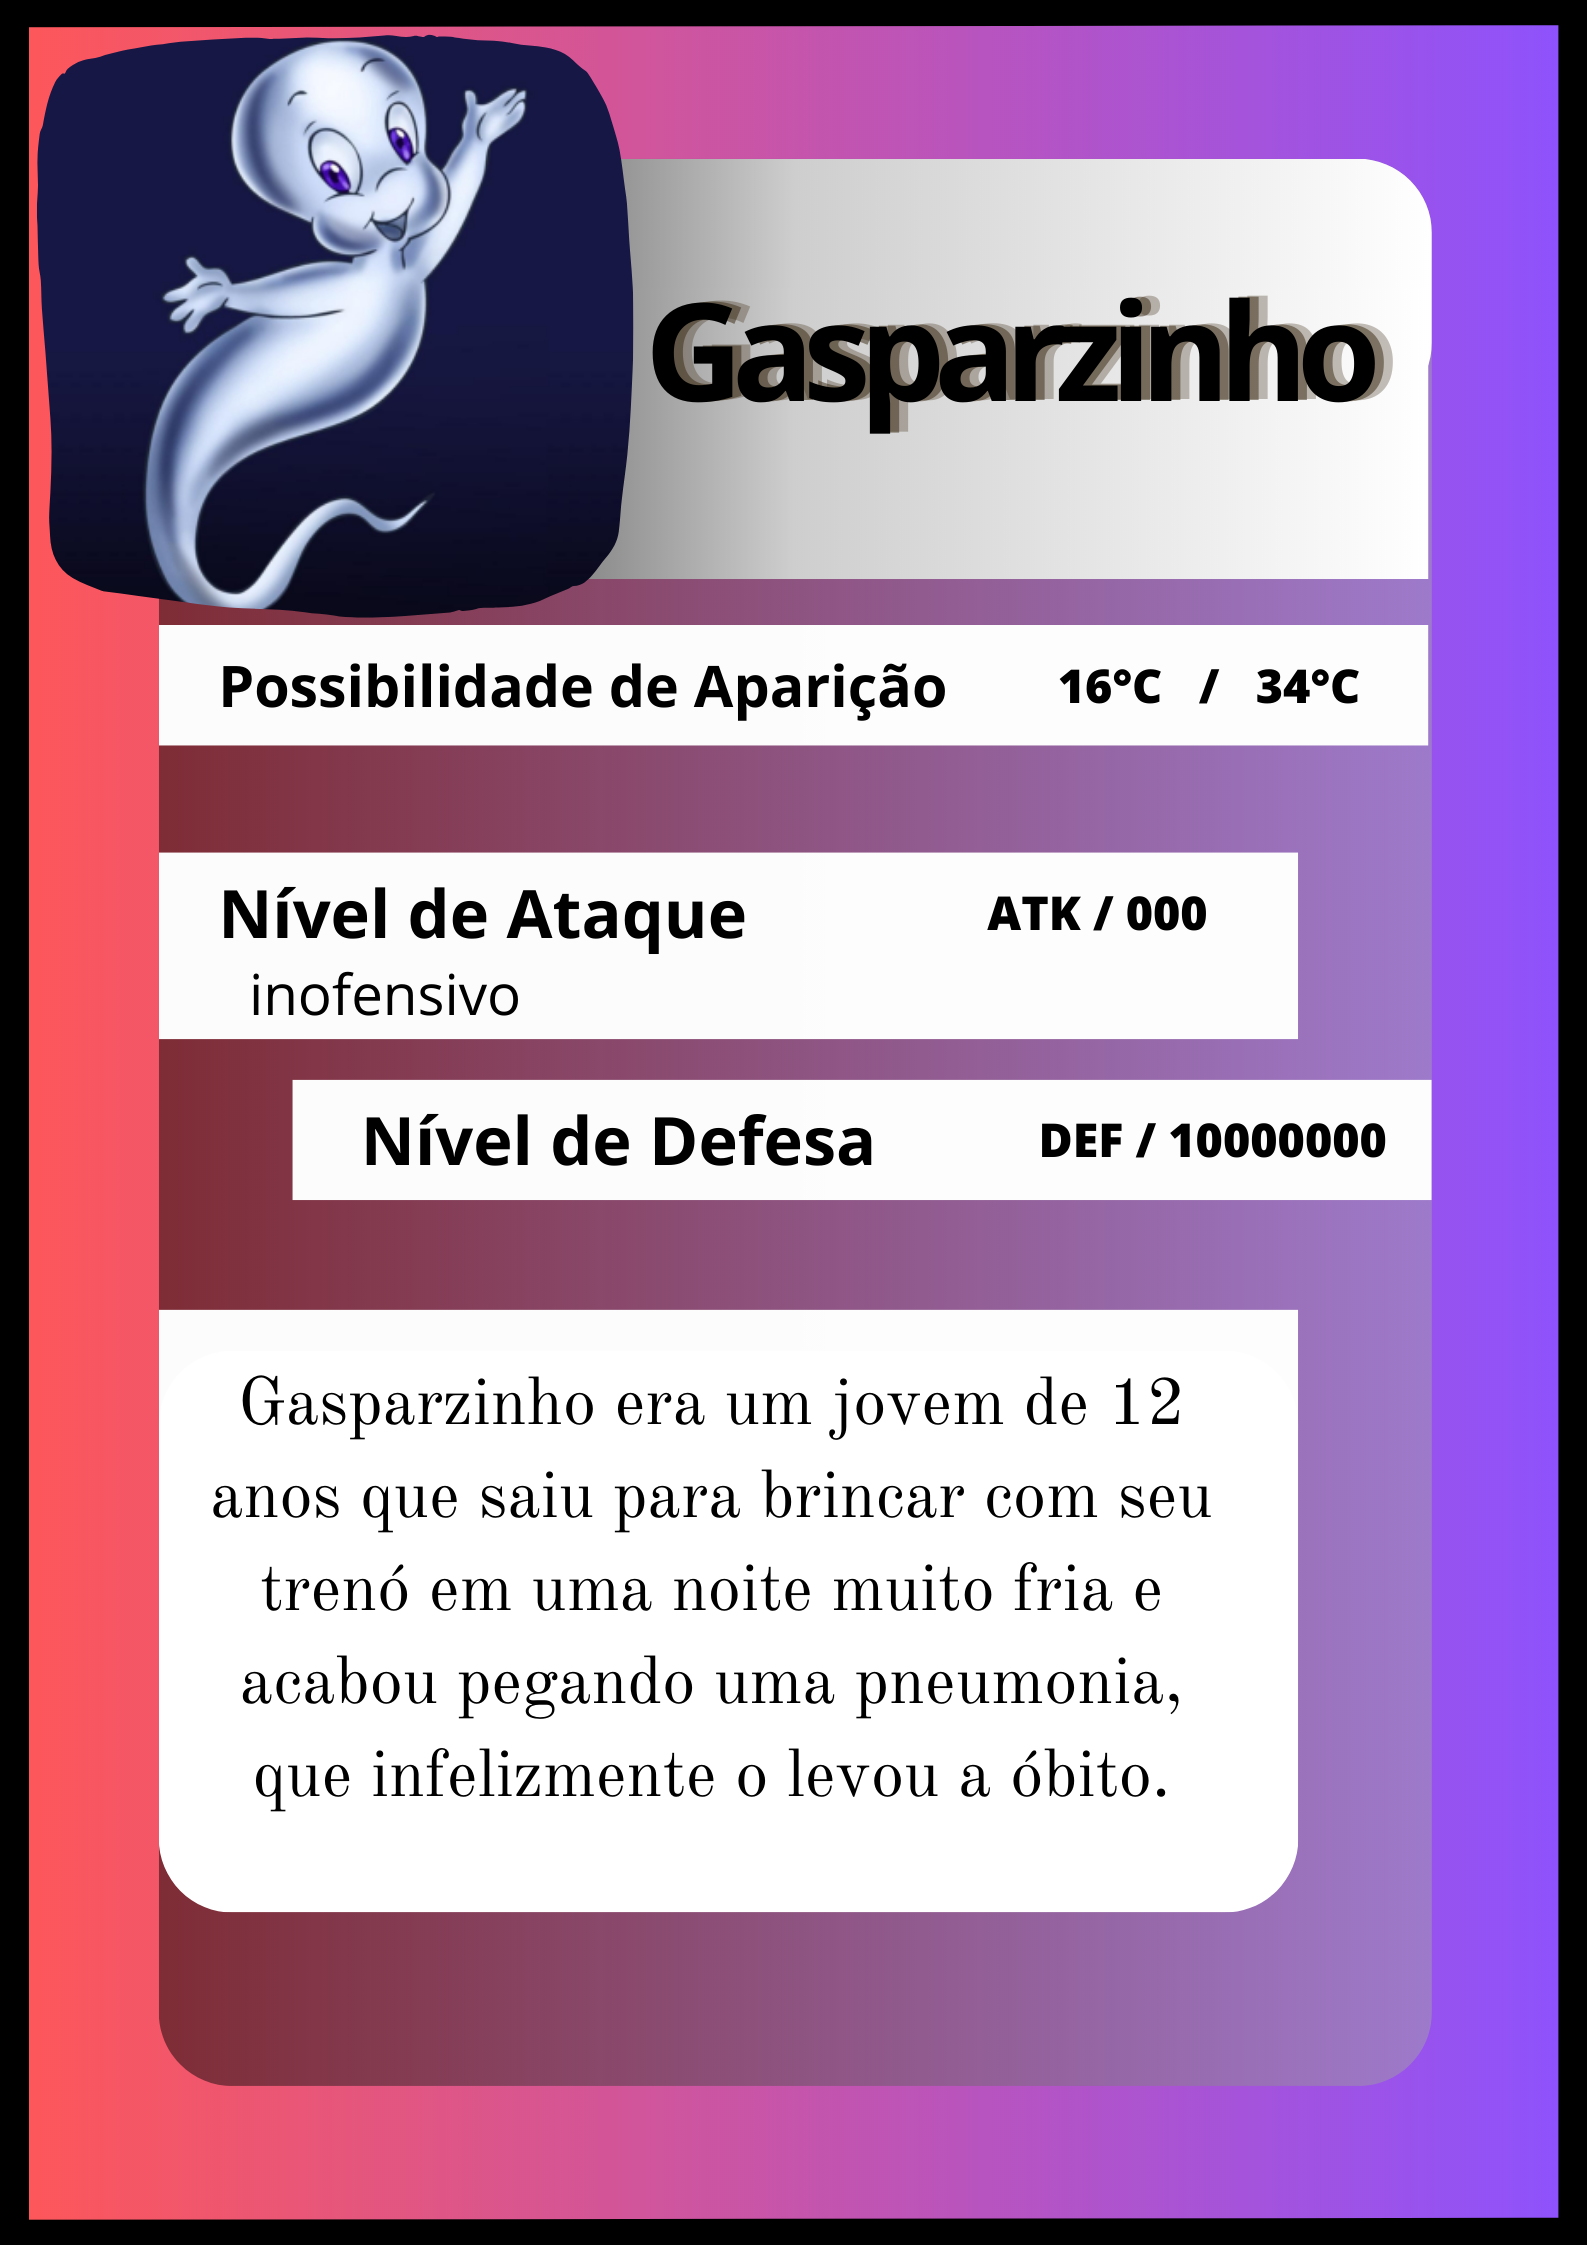 Gasparzinho
Possibilidade de Aparição 16°C / 34°C
Nível de Ataque ATK / 000
inofensivo
Nível de Defesa DEF / 10000000
Gasparzinho era um jovem de 12
anos que saiu para brincar com seu
trenó em uma noite muito fria e
acabou pegando uma pneumonia,
que infelizmente o levou a óbito.